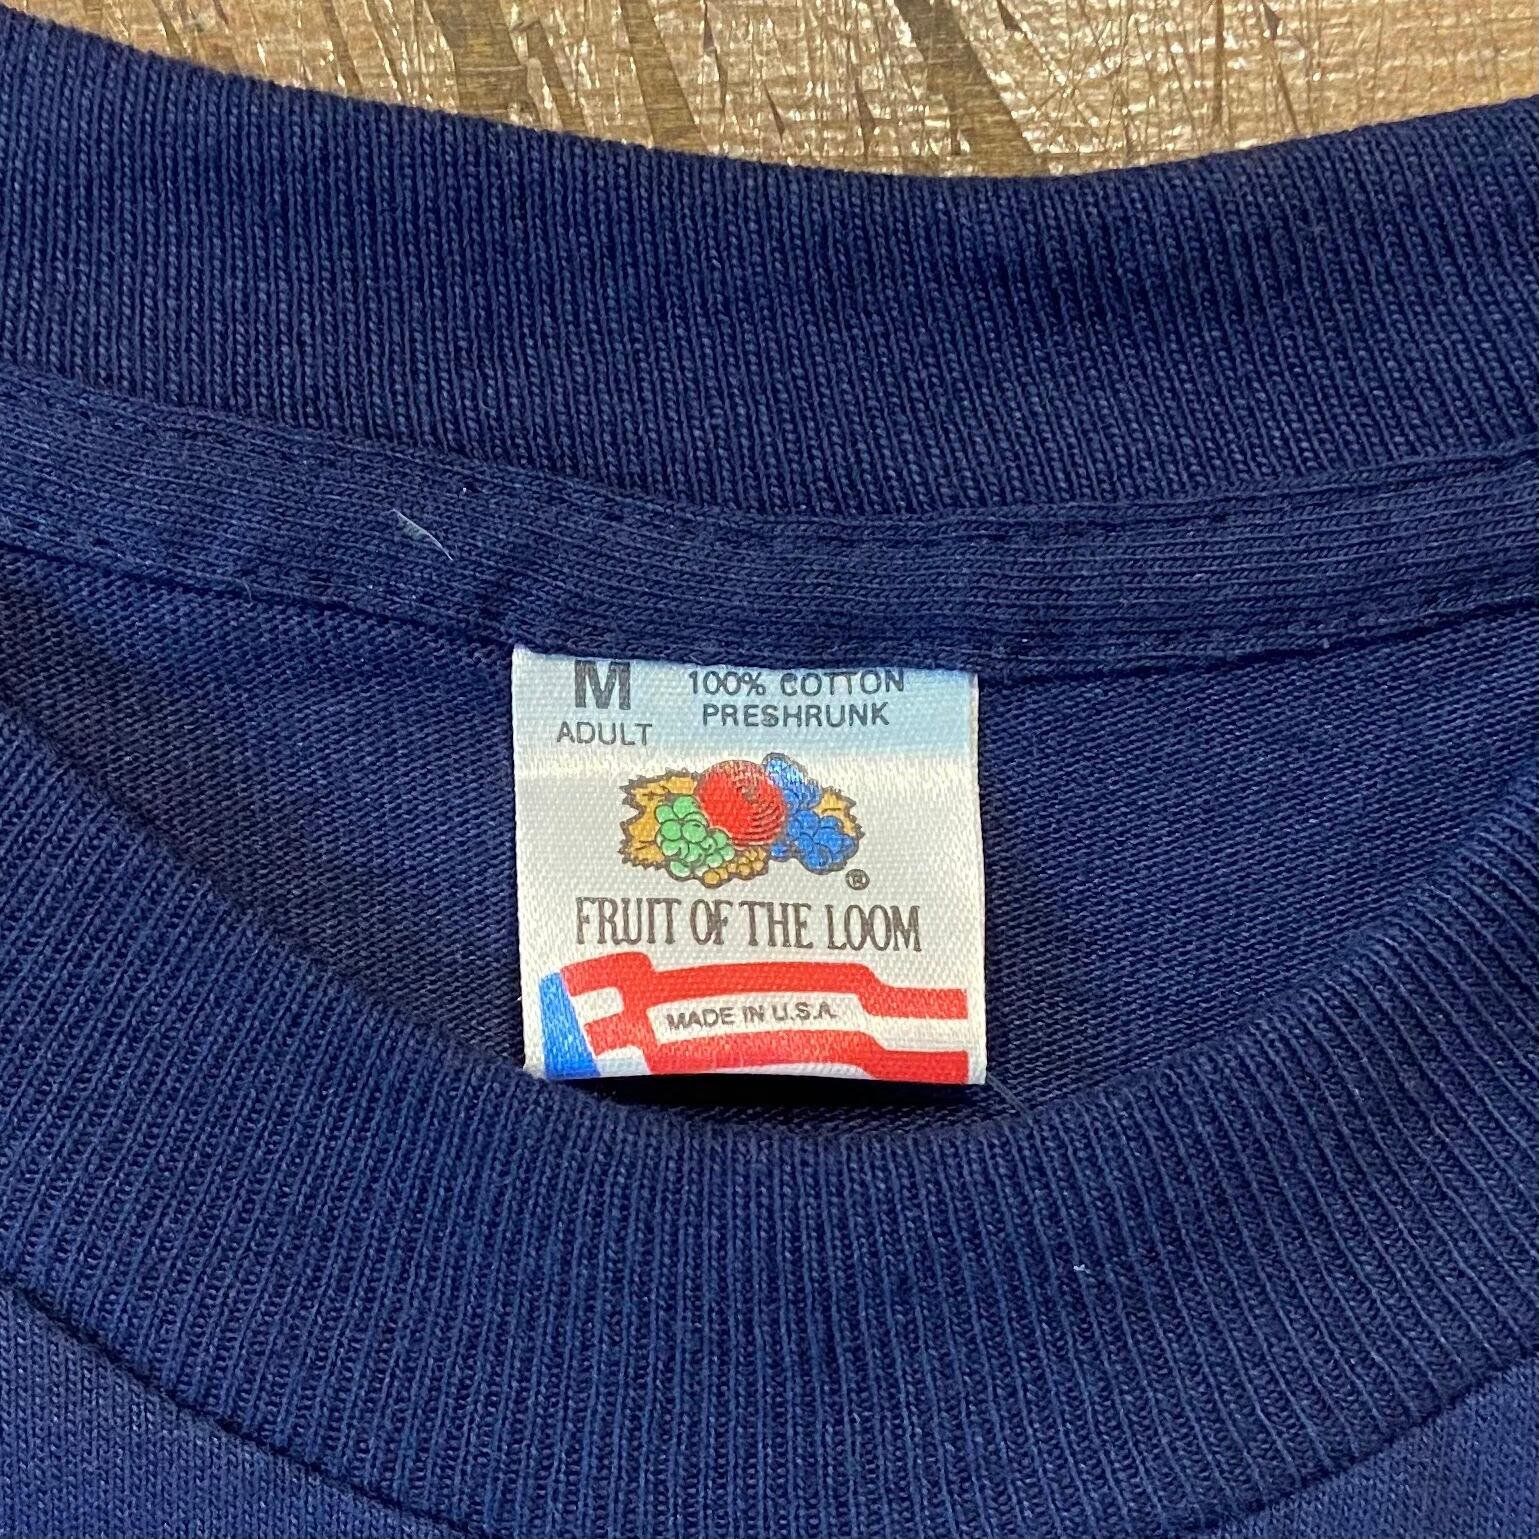 M
ADULT
100% COTTON
PRESHRUNK
®
FRUIT OF THE LOOM
MADE IN U.S.A.